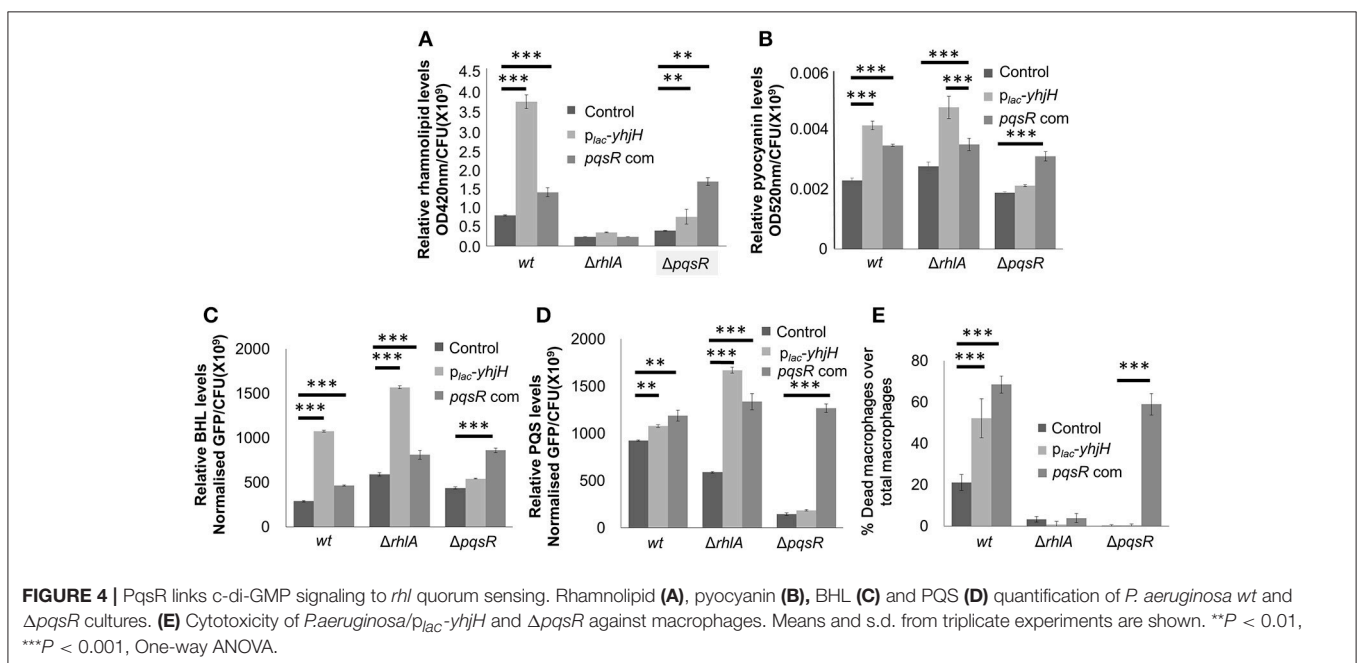 A
Relative rhamnolipid levels
OD420nm/CFU(X10⁹)
4.5
4.0
3.5
3.0
2.5
2.0
1.5
1.0
0.5
0.0
***
***
**
**
Control
p_lac-yhjH
pqsR com
wt
ΔrhlA
ΔpqsR
B
Relative pyocyanin levels
OD520nm/CFU(X10⁹)
0.006
0.004
0.002
0
***
***
***
***
***
Control
p_lac-yhjH
pqsR com
wt
ΔrhlA
ΔpqsR
C
Relative BHL levels
Normalised GFP/CFU(X10⁹)
2000
1500
1000
500
0
***
***
***
***
***
Control
p_lac-yhjH
pqsR com
wt
ΔrhlA
ΔpqsR
D
Relative PQS levels
Normalised GFP/CFU(X10⁹)
2000
1500
1000
500
0
**
**
***
***
***
Control
p_lac-yhjH
pqsR com
wt
ΔrhlA
ΔpqsR
E
% Dead macrophages over
total macrophages
80
60
40
20
0
***
***
***
Control
p_lac-yhjH
pqsR com
wt
ΔrhlA
ΔpqsR
FIGURE 4 | PqsR links c-di-GMP signaling to rhl quorum sensing. Rhamnolipid (A), pyocyanin (B), BHL (C) and PQS (D) quantification of P. aeruginosa wt and
ΔpqsR cultures. (E) Cytotoxicity of P.aeruginosa/p_lac-yhjH and ΔpqsR against macrophages. Means and s.d. from triplicate experiments are shown. **P < 0.01,
***P < 0.001, One-way ANOVA.